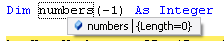 Dim numbers(-1) As Integer
numbers {Length=0}